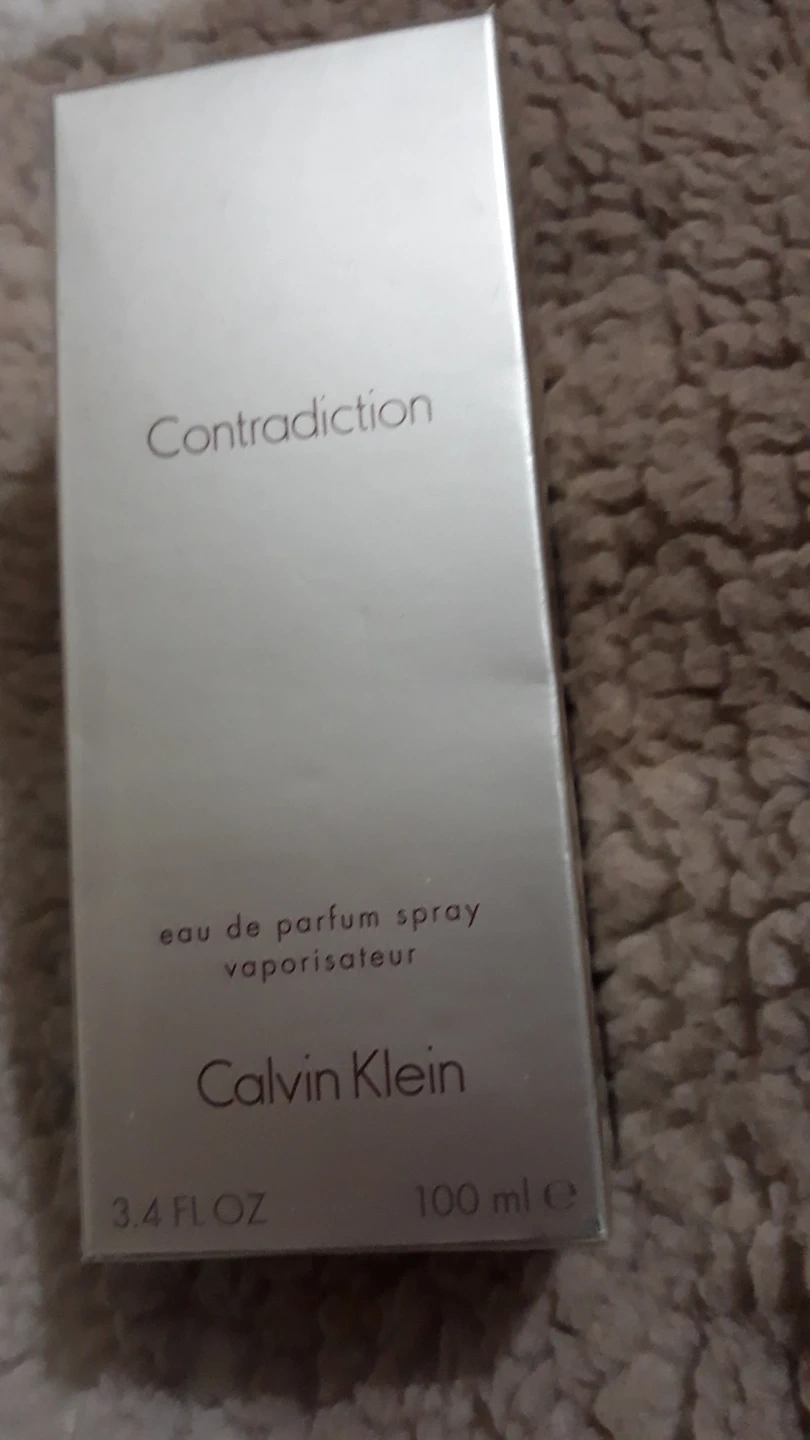 Contradiction
eau de parfum spray
vaporisateur
Calvin Klein
3.4 FL OZ 100 ml ℮